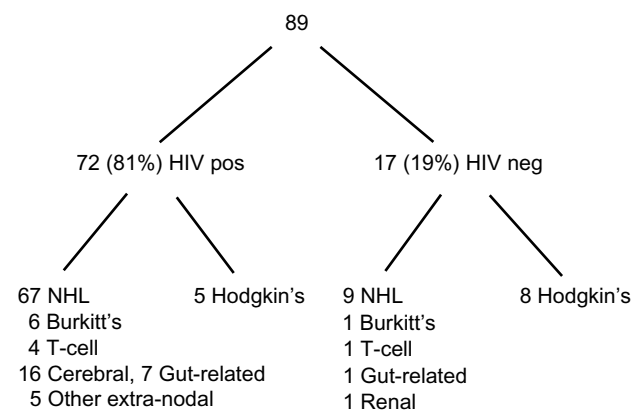 89
72 (81%) HIV pos
17 (19%) HIV neg
67 NHL
6 Burkitt's
4 T-cell
16 Cerebral, 7 Gut-related
5 Other extra-nodal
5 Hodgkin's
9 NHL
1 Burkitt's
1 T-cell
1 Gut-related
1 Renal
8 Hodgkin's